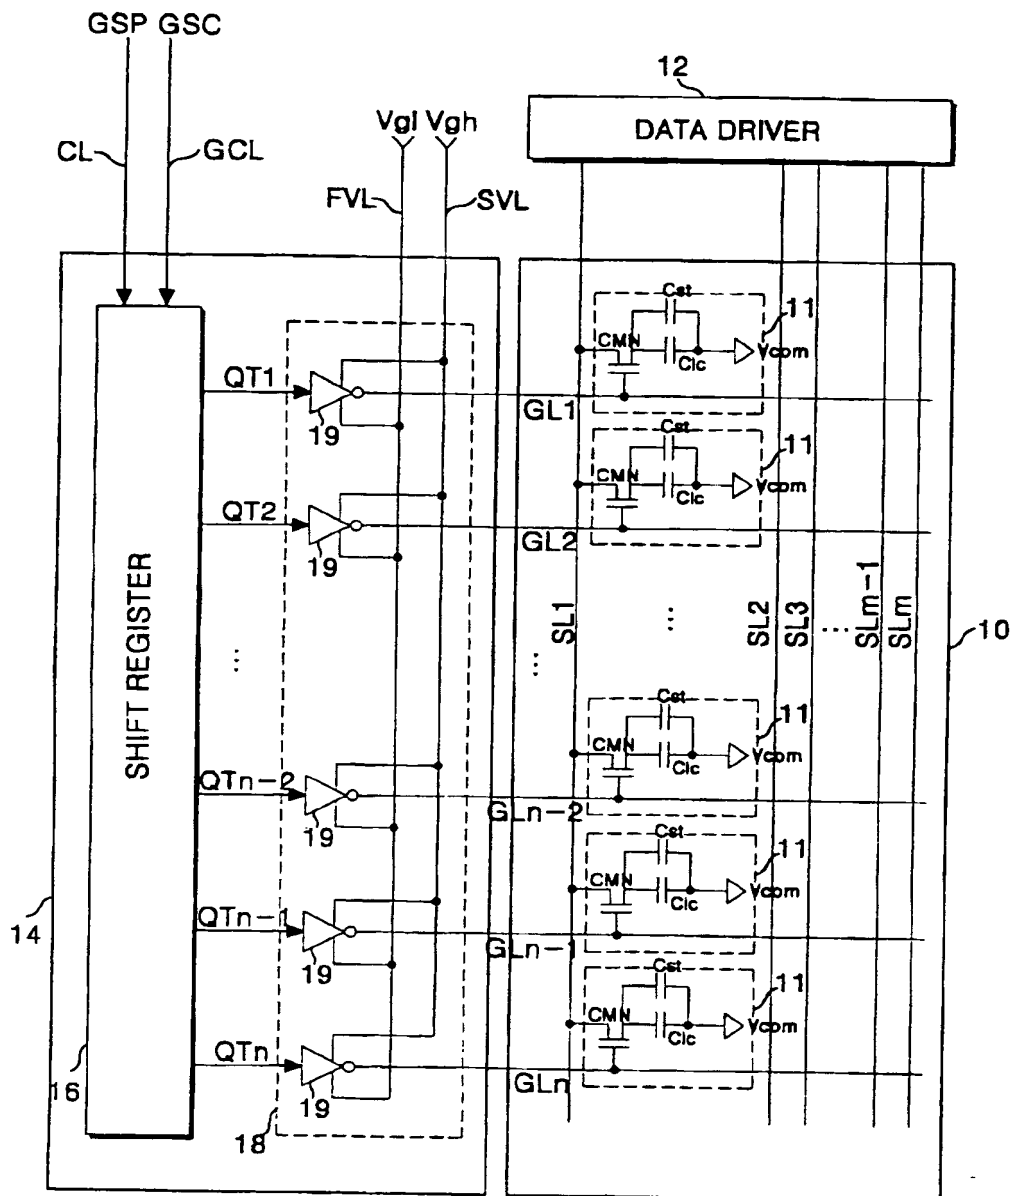 GSP GSC
12
DATA DRIVER
Vgl Vgh
CL
GCL
FVL
SVL
Cst
11
CMN
Clc
Vcom
QT1
19
GL1
Cst
11
CMN
Clc
Vcom
QT2
19
GL2
SHIFT REGISTER
...
SL1
...
...
SL2
SL3
...
SLm-1
SLm
10
Cst
11
CMN
Clc
Vcom
QTn-2
19
GLn-2
Cst
11
CMN
Clc
Vcom
14
QTn-1
19
GLn-1
Cst
11
CMN
Clc
Vcom
QTn
16
19
GLn
18